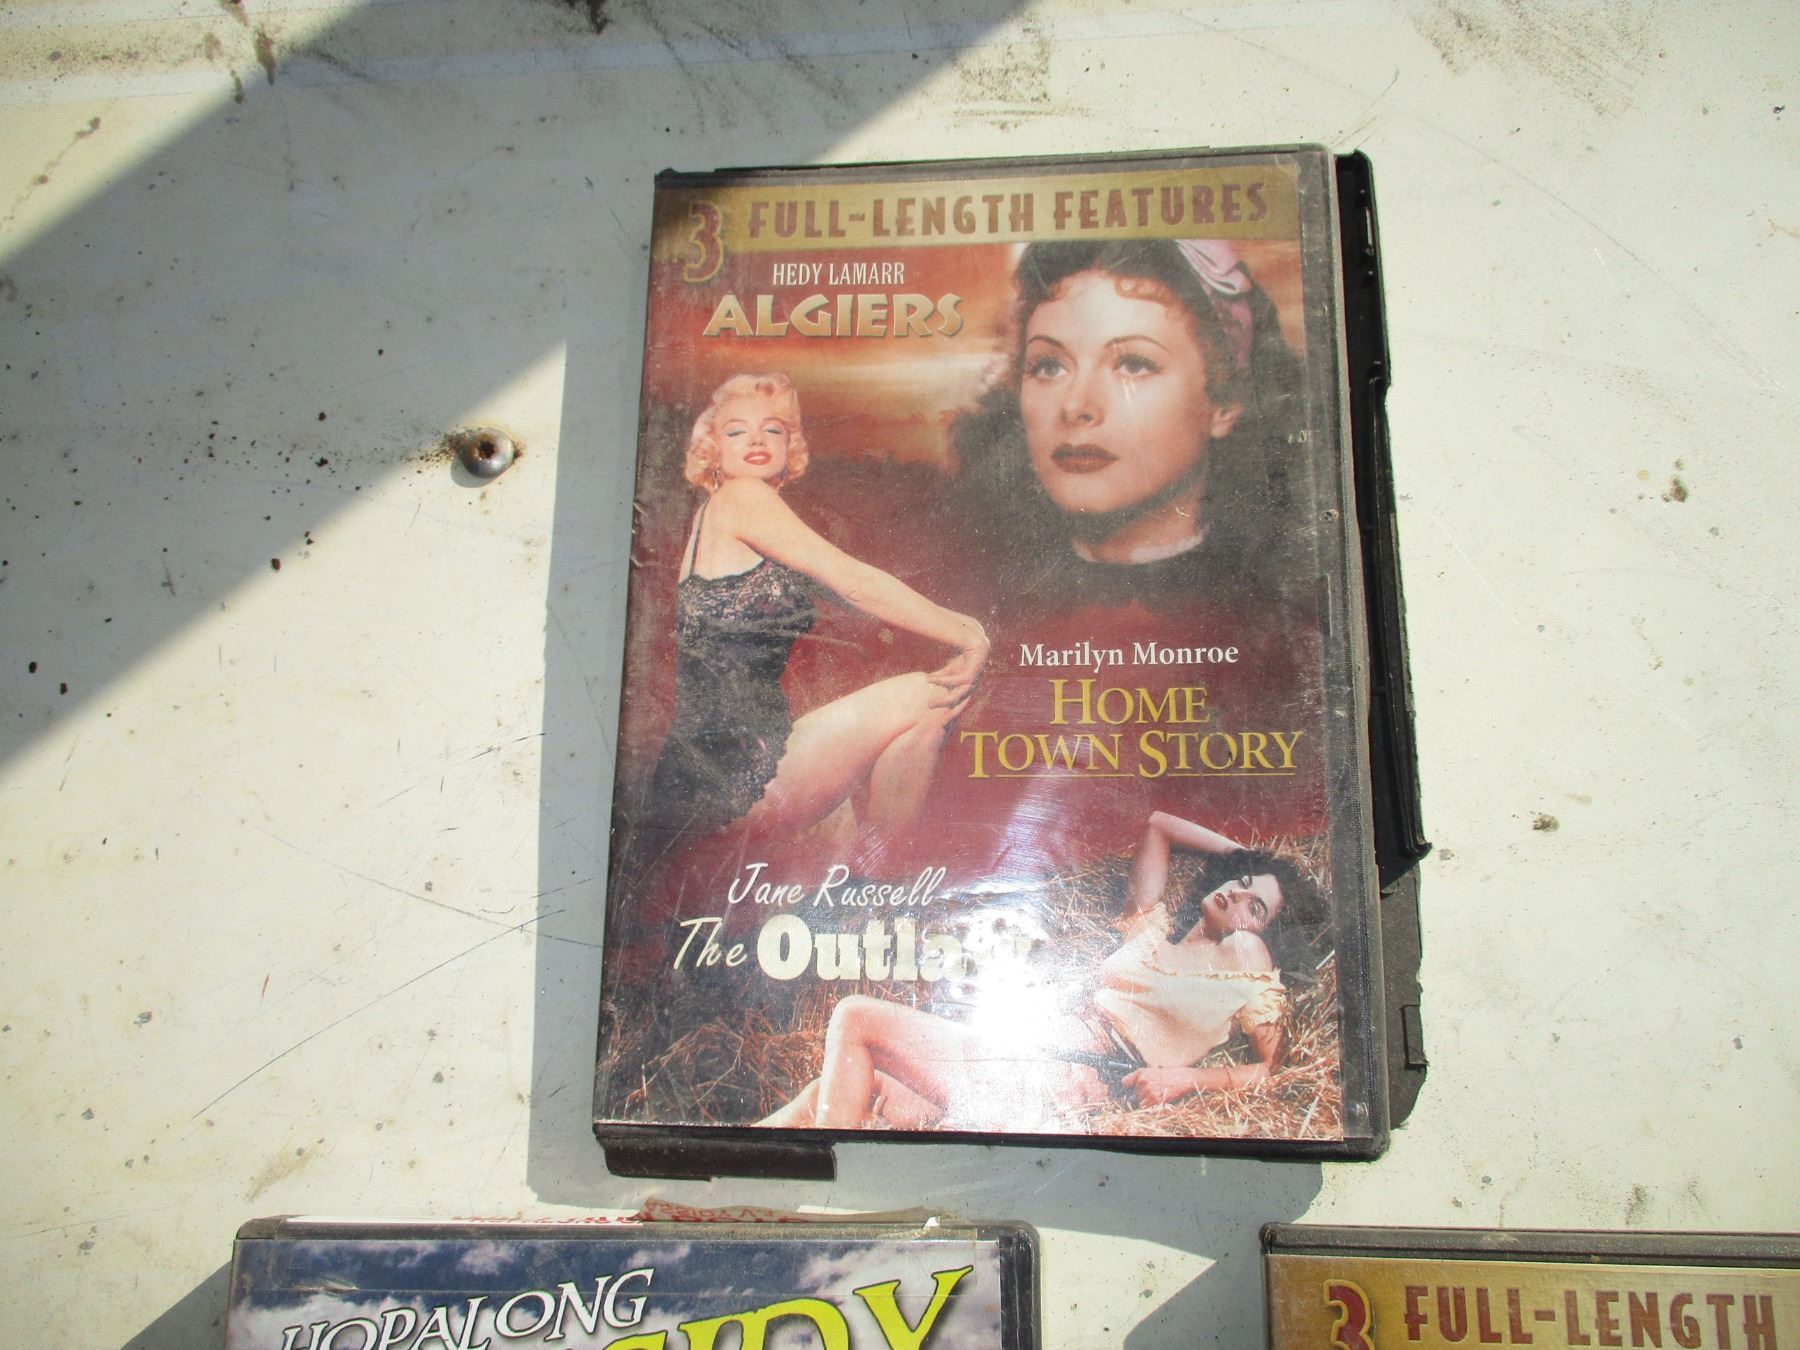 3 FULL-LENGTH FEATURES
HEDY LAMARR
ALGIERS
Marilyn Monroe
HOME
TOWN STORY
Jane Russell
The Outlaw
HOPALONG
3 FULL-LENGTH